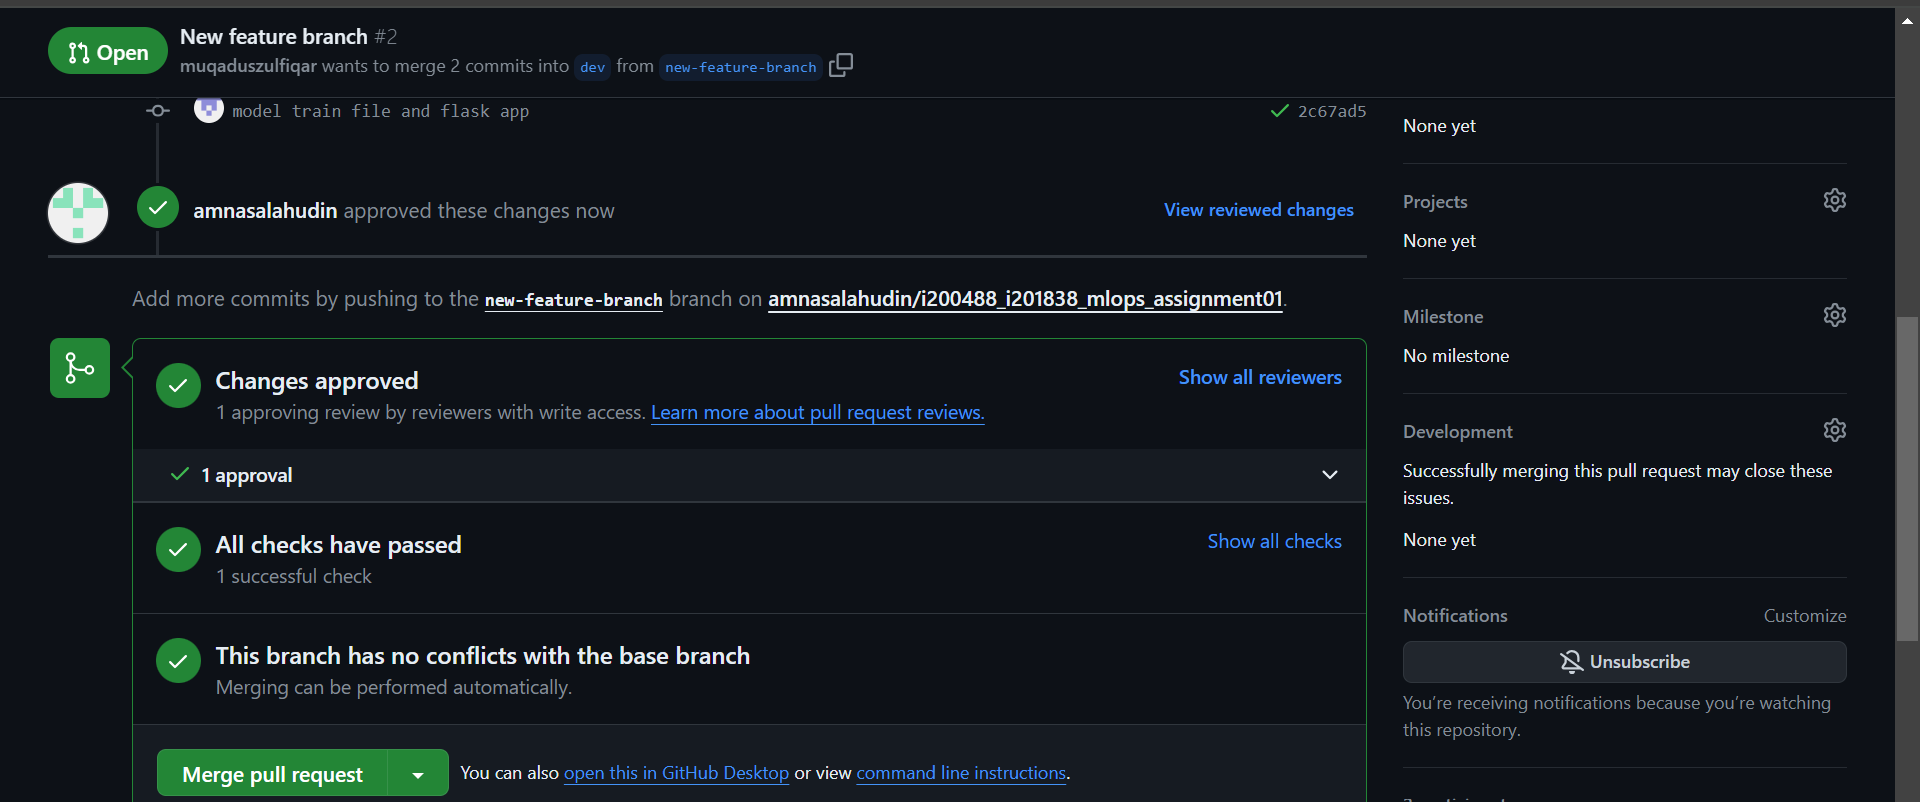 Open
New feature branch #2
muqaduszulfiqar wants to merge 2 commits into dev from new-feature-branch
model train file and flask app 2c67ad5
amnasalahudin approved these changes now View reviewed changes
Add more commits by pushing to the new-feature-branch branch on amnasalahudin/i200488_i201838_mlops_assignment01.
Changes approved Show all reviewers
1 approving review by reviewers with write access. Learn more about pull request reviews.
1 approval
All checks have passed Show all checks
1 successful check
This branch has no conflicts with the base branch
Merging can be performed automatically.
Merge pull request You can also open this in GitHub Desktop or view command line instructions.
None yet
Projects
None yet
Milestone
No milestone
Development
Successfully merging this pull request may close these
issues.
None yet
Notifications Customize
Unsubscribe
You’re receiving notifications because you’re watching
this repository.